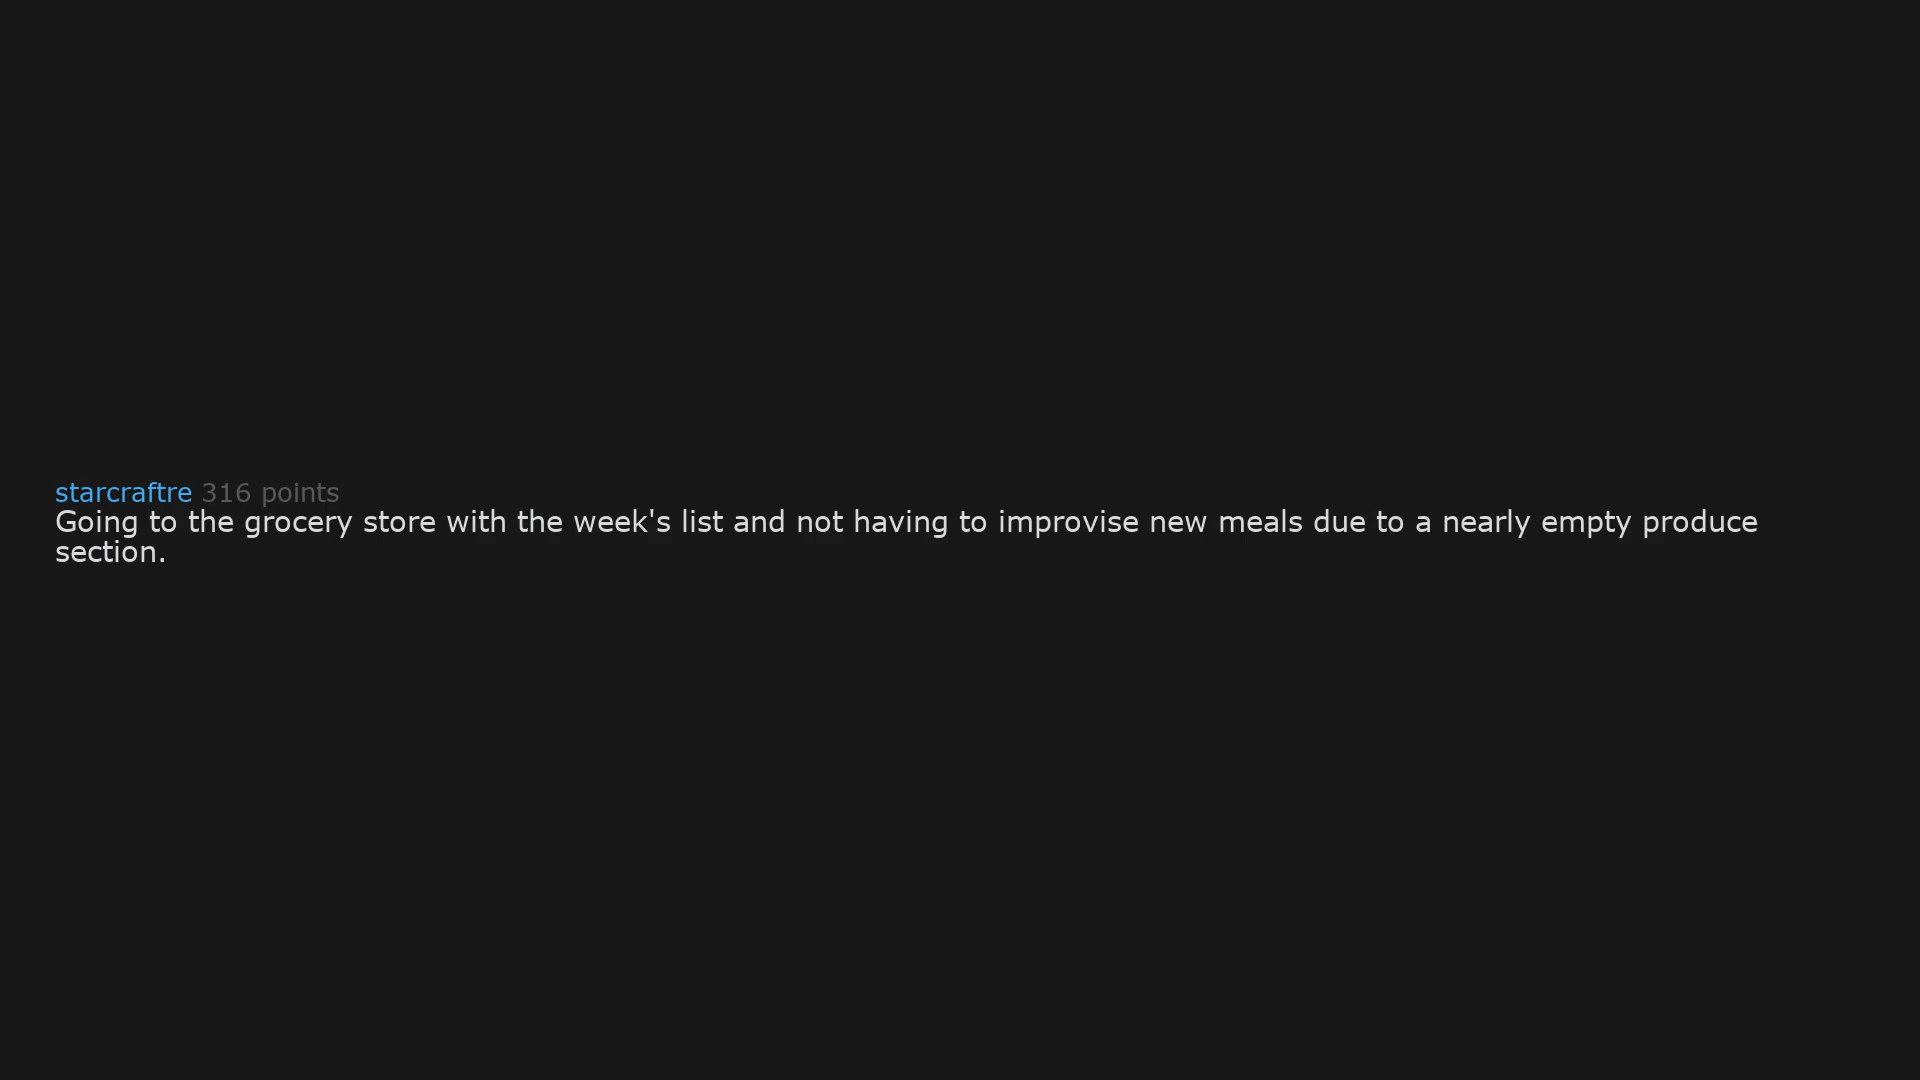 starcraftre 316 points
Going to the grocery store with the week's list and not having to improvise new meals due to a nearly empty produce
section.